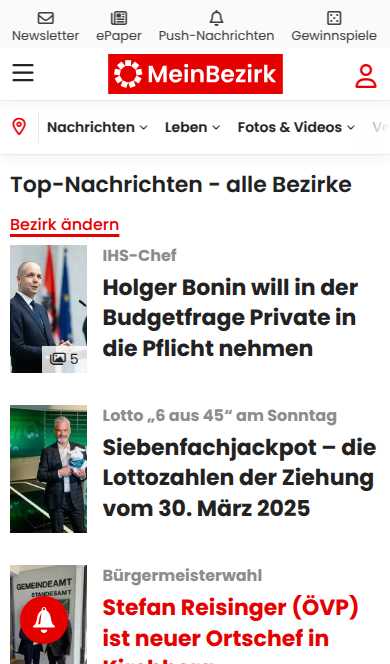 Newsletter
ePaper
Push-Nachrichten
Gewinnspiele
MeinBezirk
Nachrichten
Leben
Fotos & Videos
Top-Nachrichten - alle Bezirke
Bezirk ändern
IHS-Chef
Holger Bonin will in der
Budgetfrage Private in
die Pflicht nehmen
5
Lotto „6 aus 45“ am Sonntag
Siebenfachjackpot – die
Lottozahlen der Ziehung
vom 30. März 2025
GEMEINDEAMT
STANDESAMT
Bürgermeisterwahl
Stefan Reisinger (ÖVP)
ist neuer Ortschef in